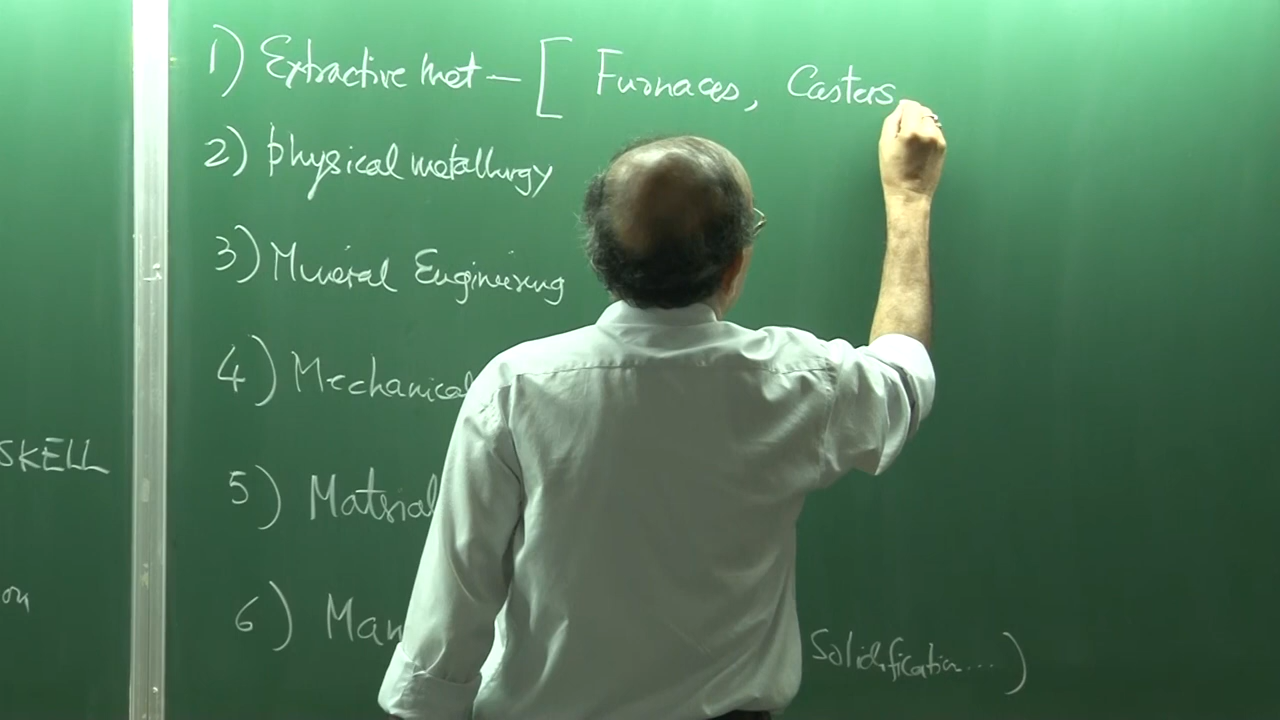 SKELL
on
1) Extractive met - [ Furnaces, Casters
2) Physical metallurgy
3) Mineral Engineering
4) Mechanical
5) Material
6) Man
Solidification...)